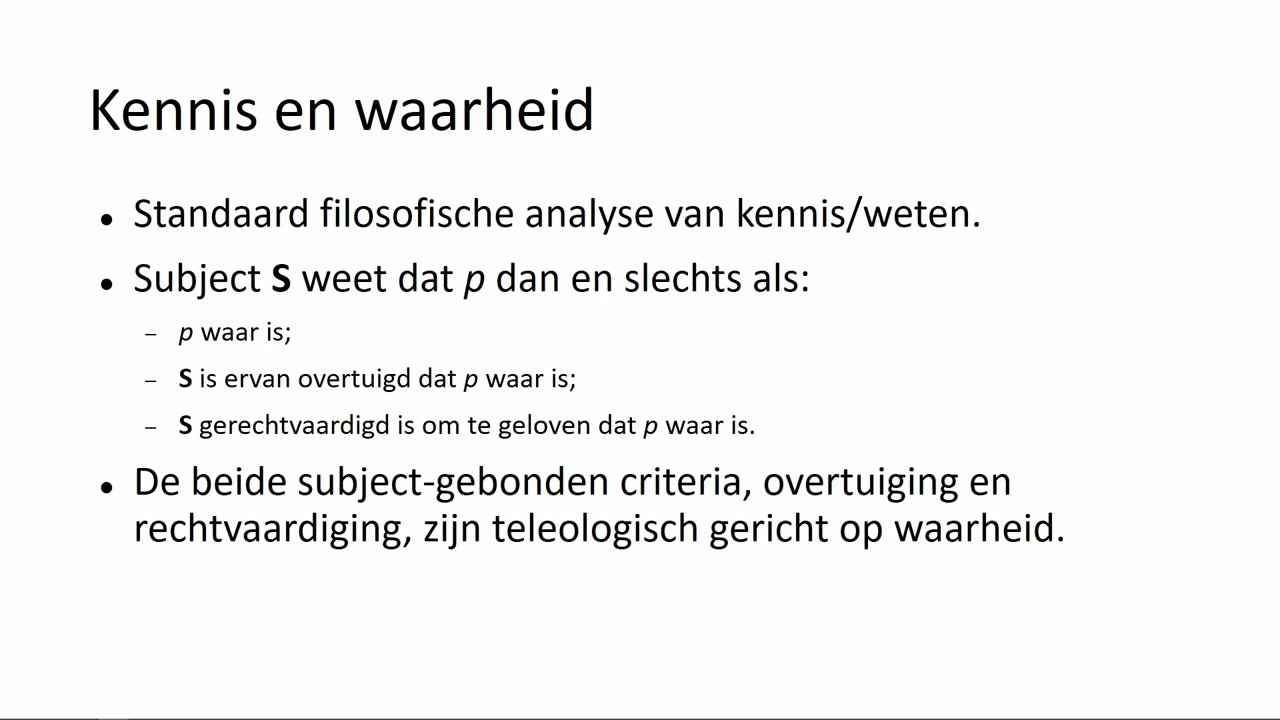 Kennis en waarheid
● Standaard filosofische analyse van kennis/weten.
● Subject S weet dat p dan en slechts als:
– p waar is;
– S is ervan overtuigd dat p waar is;
– S gerechtvaardigd is om te geloven dat p waar is.
● De beide subject-gebonden criteria, overtuiging en
rechtvaardiging, zijn teleologisch gericht op waarheid.